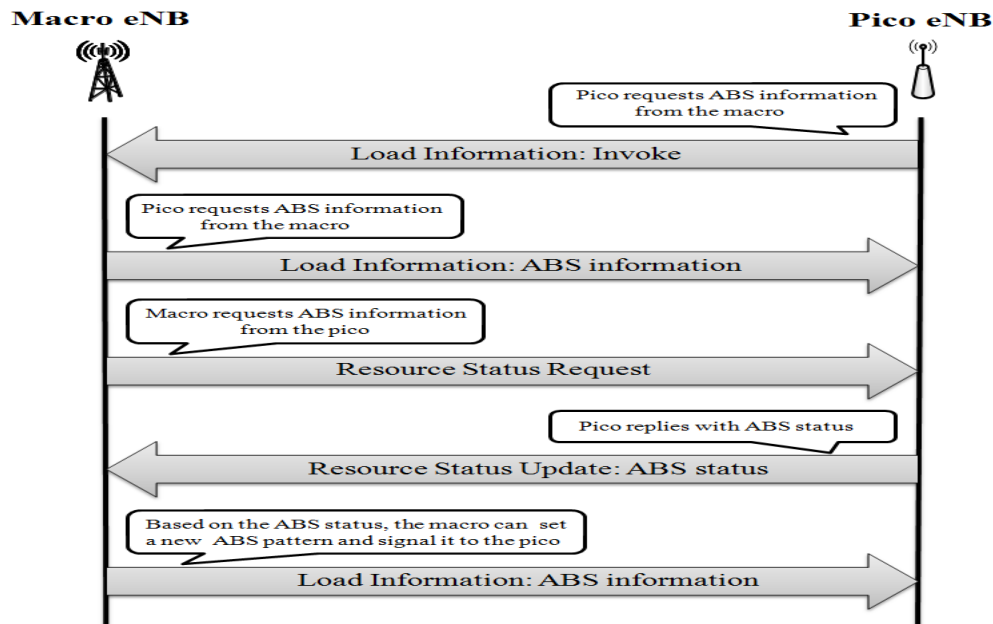 Macro eNB
Pico eNB
Pico requests ABS information
from the macro
Load Information: Invoke
Pico requests ABS information
from the macro
Load Information: ABS information
Macro requests ABS information
from the pico
Resource Status Request
Pico replies with ABS status
Resource Status Update: ABS status
Based on the ABS status, the macro can set
a new ABS pattern and signal it to the pico
Load Information: ABS information